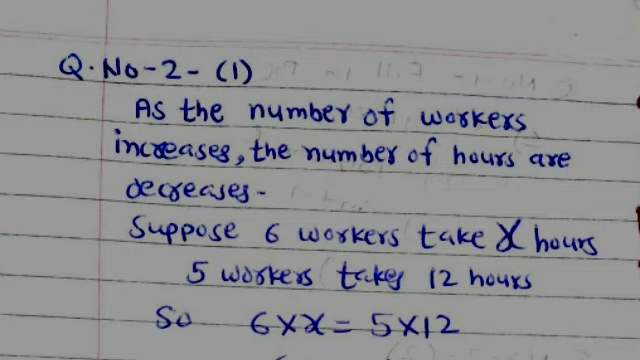 Q. No - 2 - (1)
As the number of workers
increases, the number of hours are
decreases -
Suppose 6 workers take x hours
5 workers takes 12 hours
So 6 × x = 5 × 12